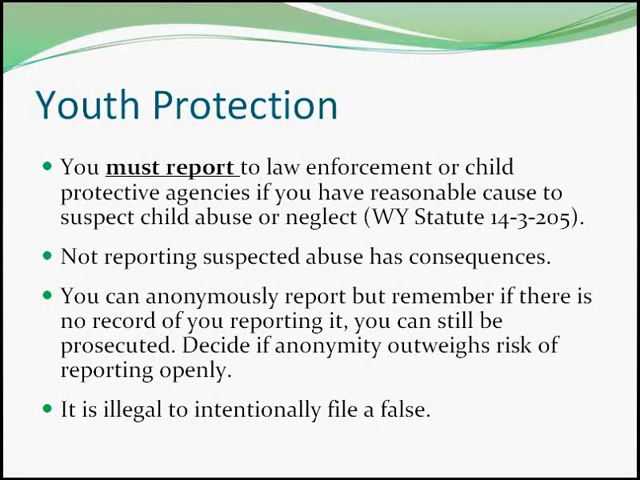 Youth Protection
• You must report to law enforcement or child
protective agencies if you have reasonable cause to
suspect child abuse or neglect (WY Statute 14-3-205).
• Not reporting suspected abuse has consequences.
• You can anonymously report but remember if there is
no record of you reporting it, you can still be
prosecuted. Decide if anonymity outweighs risk of
reporting openly.
• It is illegal to intentionally file a false.